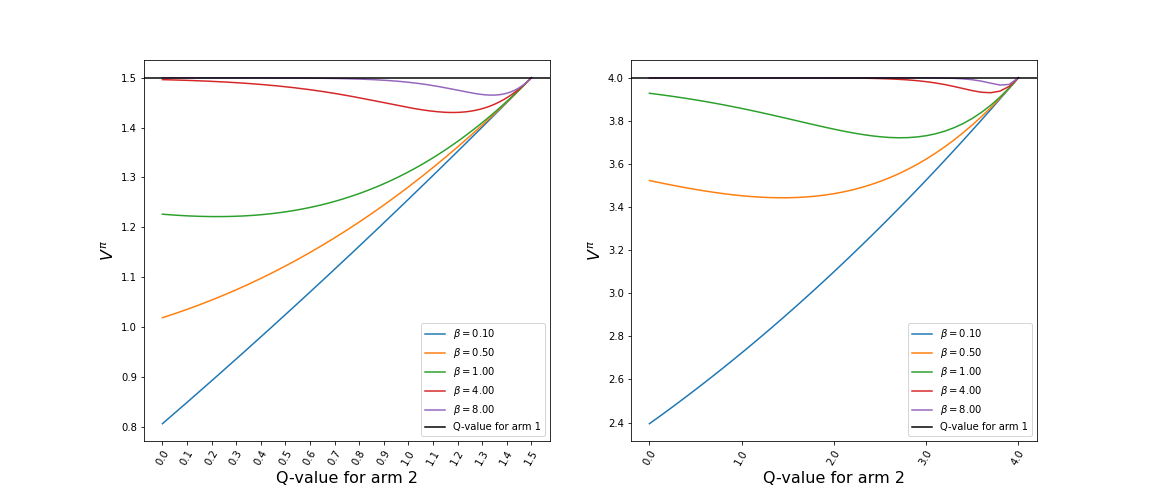 1.5
1.4
1.3
1.2
1.1
1.0
0.9
0.8
V^π
0.0 0.1 0.2 0.3 0.4 0.5 0.6 0.7 0.8 0.9 1.0 1.1 1.2 1.3 1.4 1.5
Q-value for arm 2
β = 0.10
β = 0.50
β = 1.00
β = 4.00
β = 8.00
Q-value for arm 1
4.0
3.8
3.6
3.4
3.2
3.0
2.8
2.6
2.4
V^π
0.0 1.0 2.0 3.0 4.0
Q-value for arm 2
β = 0.10
β = 0.50
β = 1.00
β = 4.00
β = 8.00
Q-value for arm 1